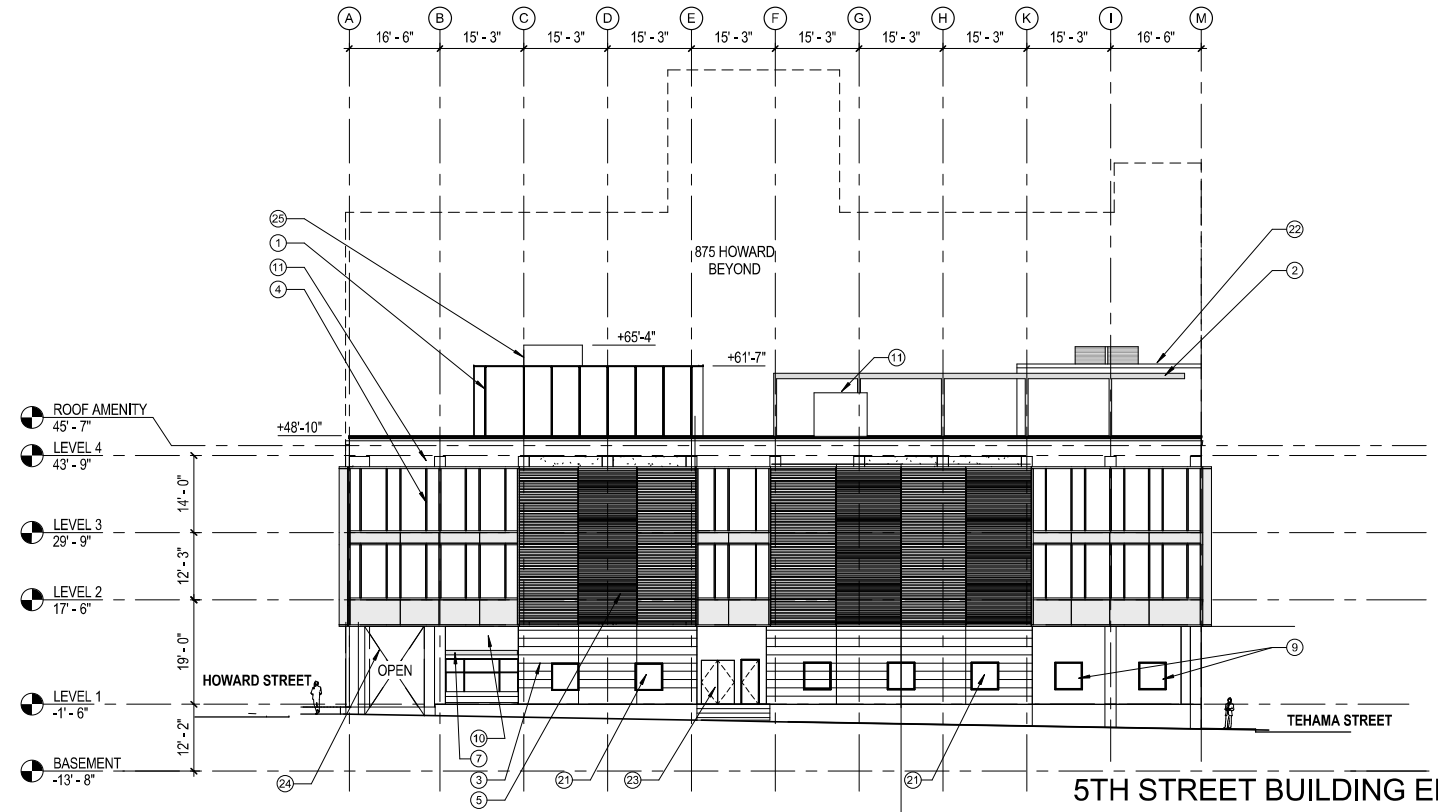 A B C D E F G H K I M
16' - 6" 15' - 3" 15' - 3" 15' - 3" 15' - 3" 15' - 3" 15' - 3" 15' - 3" 15' - 3" 16' - 6"
25
1
11
4
875 HOWARD
BEYOND
22
2
+65'-4"
+61'-7"
11
ROOF AMENITY
45' - 7"
+48'-10"
LEVEL 4
43' - 9"
14' - 0"
LEVEL 3
29' - 9"
12' - 3"
LEVEL 2
17' - 6"
19' - 0"
OPEN
HOWARD STREET
9
LEVEL 1
-1' - 6"
TEHAMA STREET
12' - 2"
10
7
BASEMENT
-13' - 8"
24
3
21
23
21
5
5TH STREET BUILDING